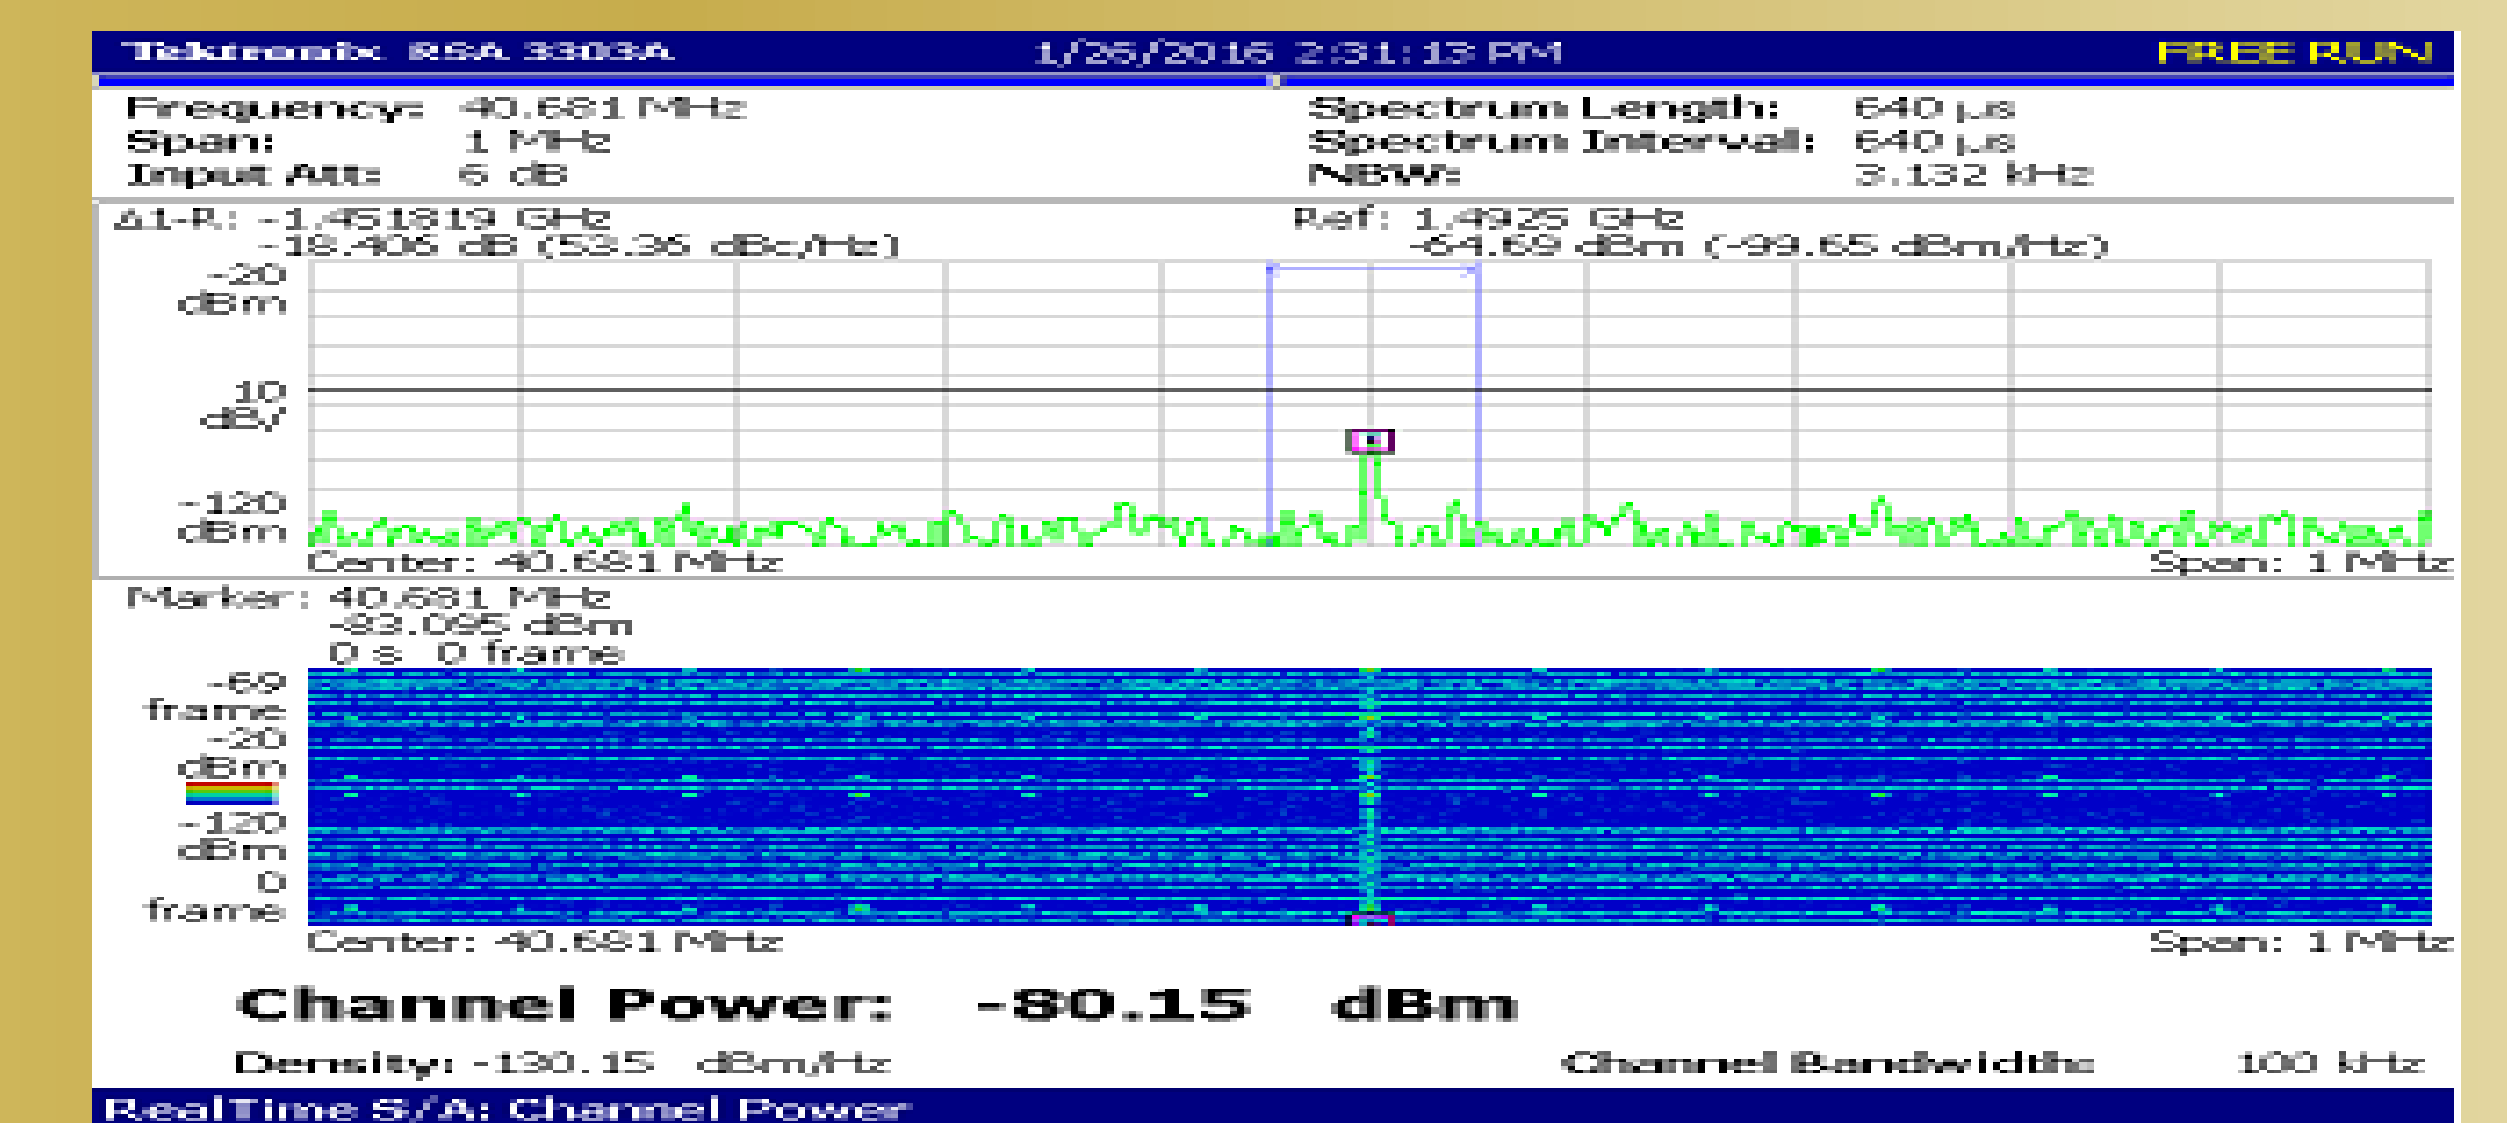 Tektronix RSA 3303A 1/26/2016 2:31:13 PM FREE RUN
Frequency: 40.681 MHz Spectrum Length: 640 µs
Span: 1 MHz Spectrum Interval: 640 µs
Input Att: 6 dB NBW: 3.132 kHz
Δ1-R: -1.451819 GHz Ref: 1.4925 GHz
-18.406 dB (53.36 dBc/Hz) -64.69 dBm (-99.65 dBm/Hz)
-20
dBm
10
dB/
-120
dBm
Center: 40.681 MHz Span: 1 MHz
Marker: 40.681 MHz
-83.095 dBm
0 s 0 frame
-69
frame
-20
dBm
-120
dBm
0
frame
Center: 40.681 MHz Span: 1 MHz
Channel Power: -80.15 dBm
Density: -130.15 dBm/Hz Channel Bandwidth: 100 kHz
RealTime S/A: Channel Power